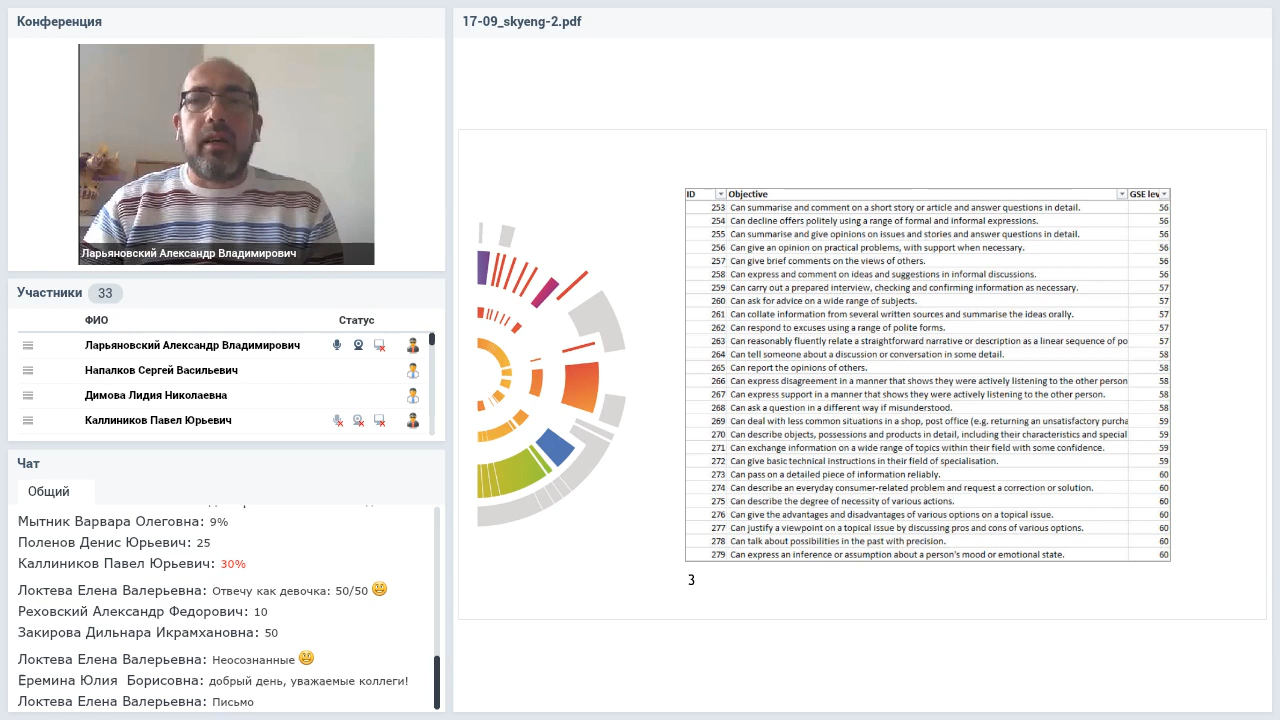 Конференция
Ларьяновский Александр Владимирович
Участники 33
ФИО Статус
Ларьяновский Александр Владимирович
Напалков Сергей Васильевич
Димова Лидия Николаевна
Каллиников Павел Юрьевич
Чат
Общий
Мытник Варвара Олеговна: 9%
Поленов Денис Юрьевич: 25
Каллиников Павел Юрьевич: 30%
Локтева Елена Валерьевна: Отвечу как девочка: 50/50
Реховский Александр Федорович: 10
Закирова Дильнара Икрамхановна: 50
Локтева Елена Валерьевна: Неосознанные
Еремина Юлия Борисовна: добрый день, уважаемые коллеги!
Локтева Елена Валерьевна: Письмо
17-09_skyeng-2.pdf
ID Objective GSE lev
253 Can summarise and comment on a short story or article and answer questions in detail. 56
254 Can decline offers politely using a range of formal and informal expressions. 56
255 Can summarise and give opinions on issues and stories and answer questions in detail. 56
256 Can give an opinion on practical problems, with support when necessary. 56
257 Can give brief comments on the views of others. 56
258 Can express and comment on ideas and suggestions in informal discussions. 56
259 Can carry out a prepared interview, checking and confirming information as necessary. 57
260 Can ask for advice on a wide range of subjects. 57
261 Can collate information from several written sources and summarise the ideas orally. 57
262 Can respond to excuses using a range of polite forms. 57
263 Can reasonably fluently relate a straightforward narrative or description as a linear sequence of po 57
264 Can tell someone about a discussion or conversation in some detail. 58
265 Can report the opinions of others. 58
266 Can express disagreement in a manner that shows they were actively listening to the other person 58
267 Can express support in a manner that shows they were actively listening to the other person. 58
268 Can ask a question in a different way if misunderstood. 58
269 Can deal with less common situations in a shop, post office (e.g. returning an unsatisfactory purcha 59
270 Can describe objects, possessions and products in detail, including their characteristics and special 59
271 Can exchange information on a wide range of topics within their field with some confidence. 59
272 Can give basic technical instructions in their field of specialisation. 59
273 Can pass on a detailed piece of information reliably. 60
274 Can describe an everyday consumer-related problem and request a correction or solution. 60
275 Can describe the degree of necessity of various actions. 60
276 Can give the advantages and disadvantages of various options on a topical issue. 60
277 Can justify a viewpoint on a topical issue by discussing pros and cons of various options. 60
278 Can talk about possibilities in the past with precision. 60
279 Can express an inference or assumption about a person's mood or emotional state. 60
3